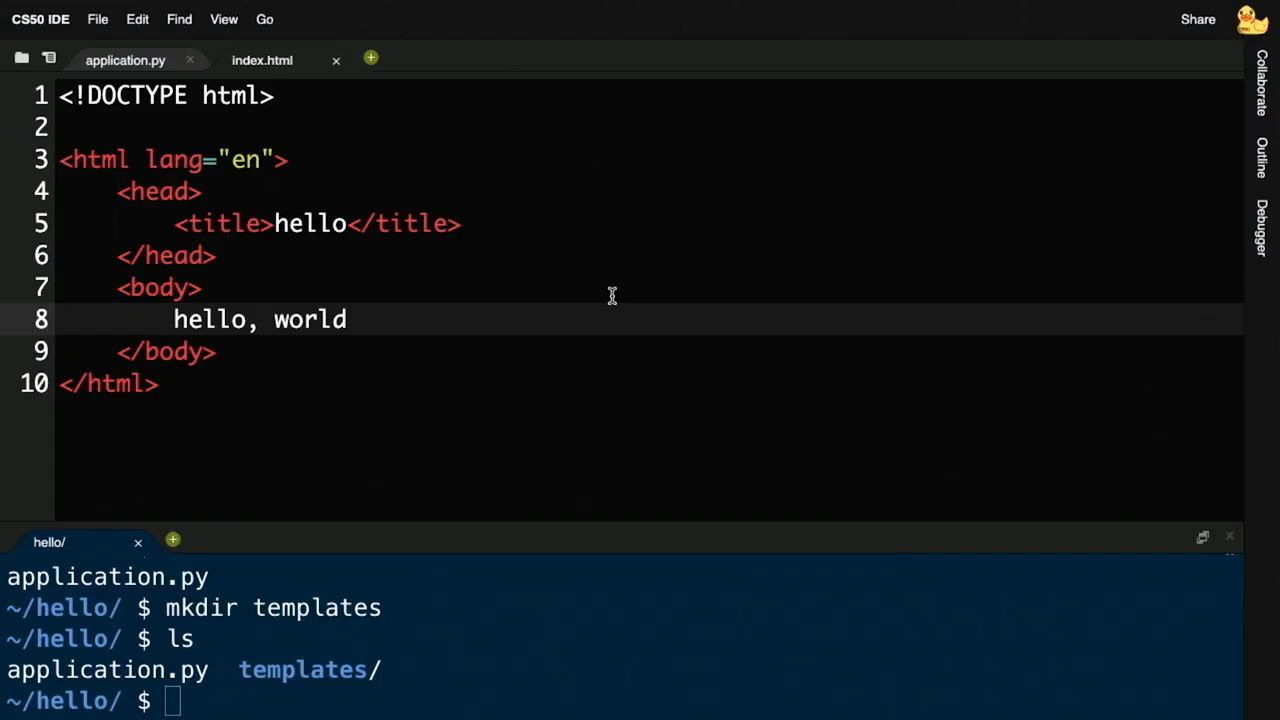 CS50 IDE File Edit Find View Go Share
application.py × index.html ×
1 <!DOCTYPE html>
2
3 <html lang="en">
4     <head>
5         <title>hello</title>
6     </head>
7     <body>
8         hello, world
9     </body>
10 </html>
Collaborate
Outline
Debugger
hello/ ×
application.py
~/hello/ $ mkdir templates
~/hello/ $ ls
application.py  templates/
~/hello/ $